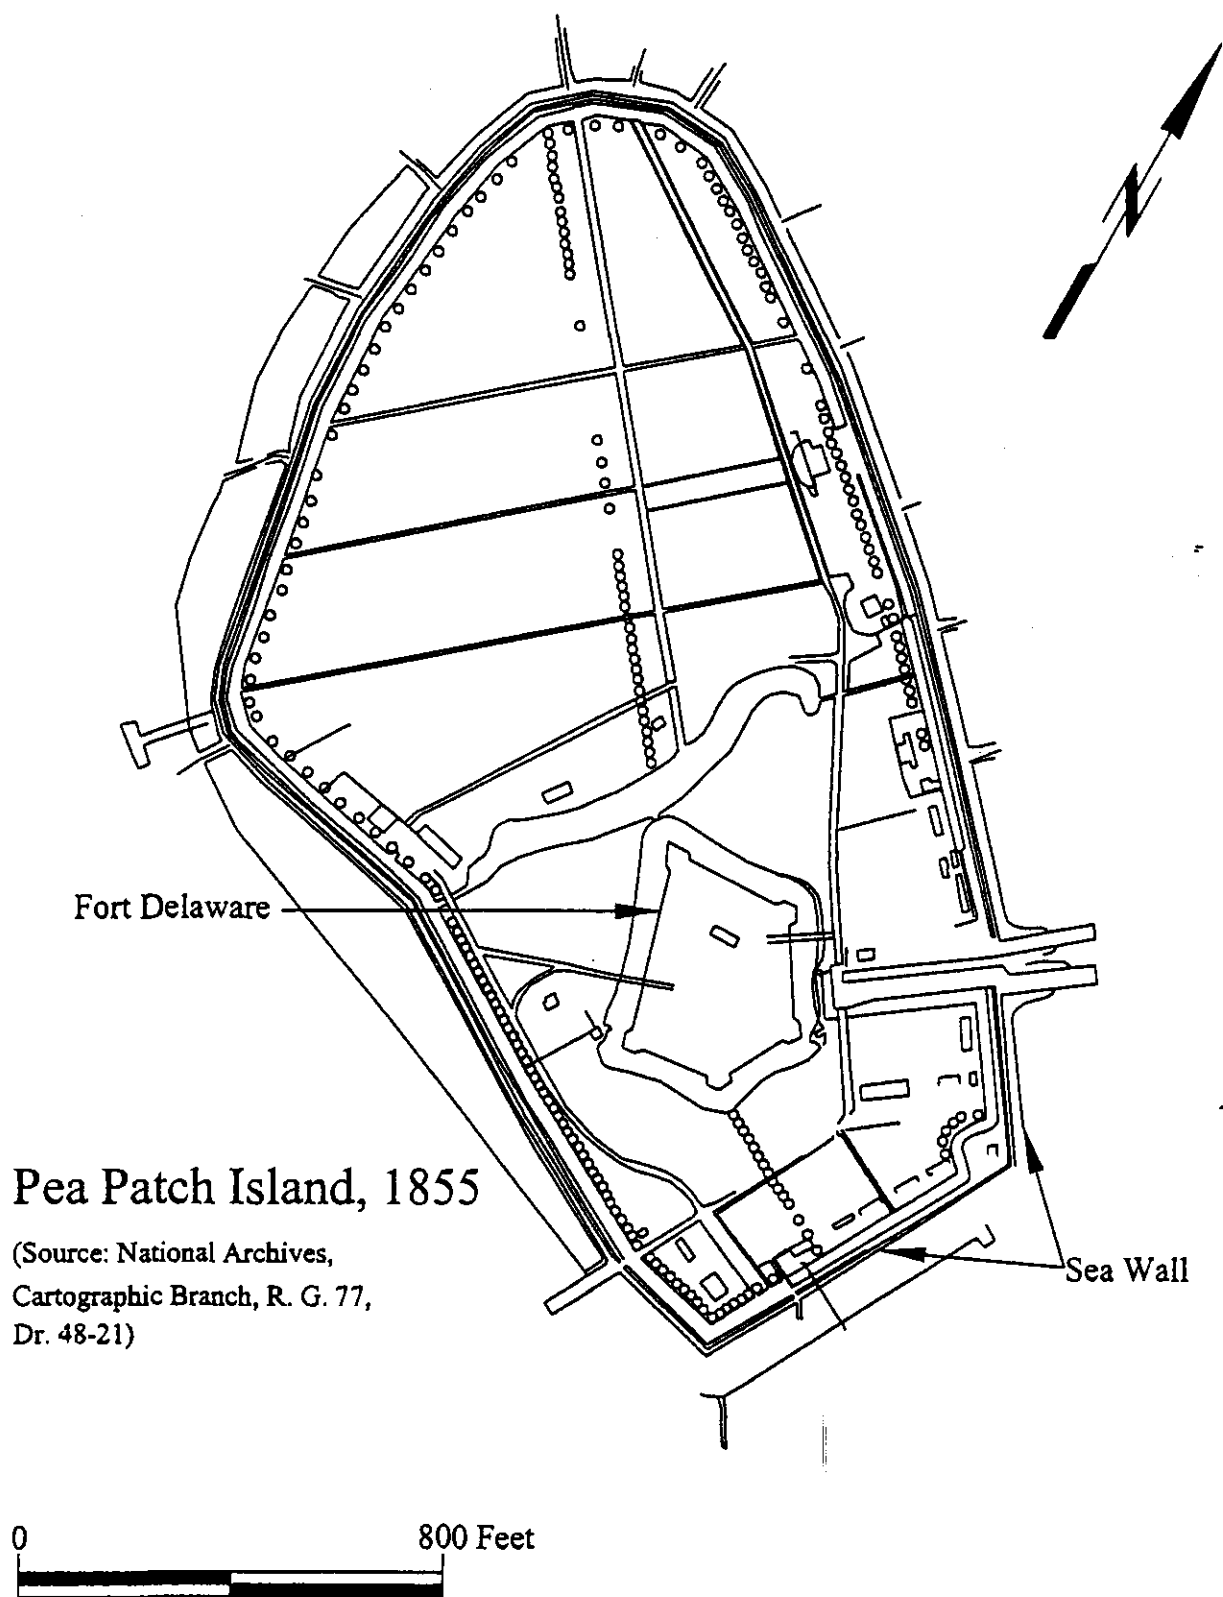 N
Fort Delaware
Pea Patch Island, 1855
(Source: National Archives,
Cartographic Branch, R. G. 77,
Dr. 48-21)
Sea Wall
0 800 Feet